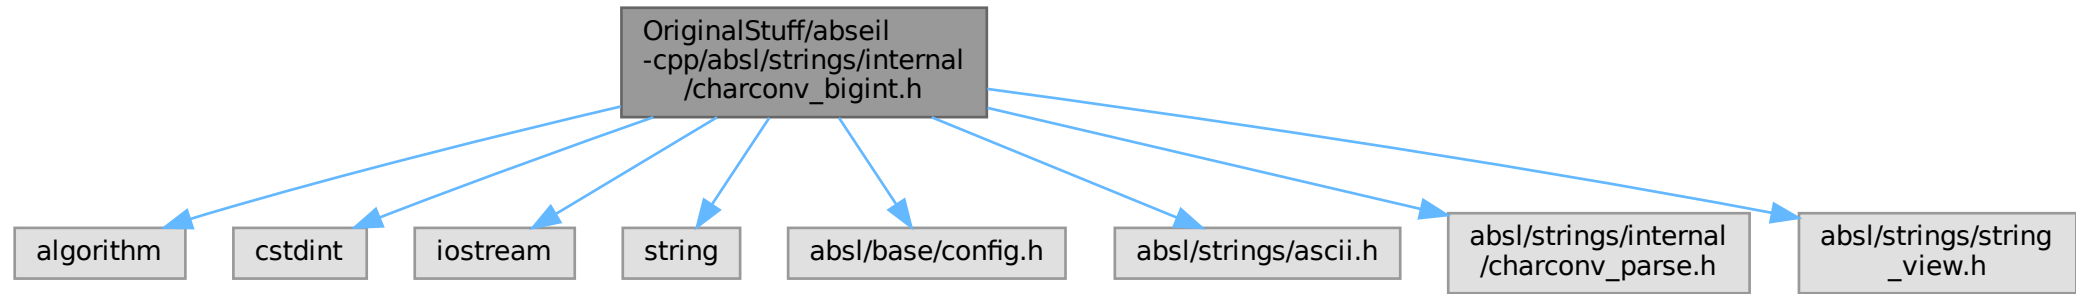 OriginalStuff/abseil
-cpp/absl/strings/internal
/charconv_bigint.h
algorithm
cstdint
iostream
string
absl/base/config.h
absl/strings/ascii.h
absl/strings/internal
/charconv_parse.h
absl/strings/string
_view.h